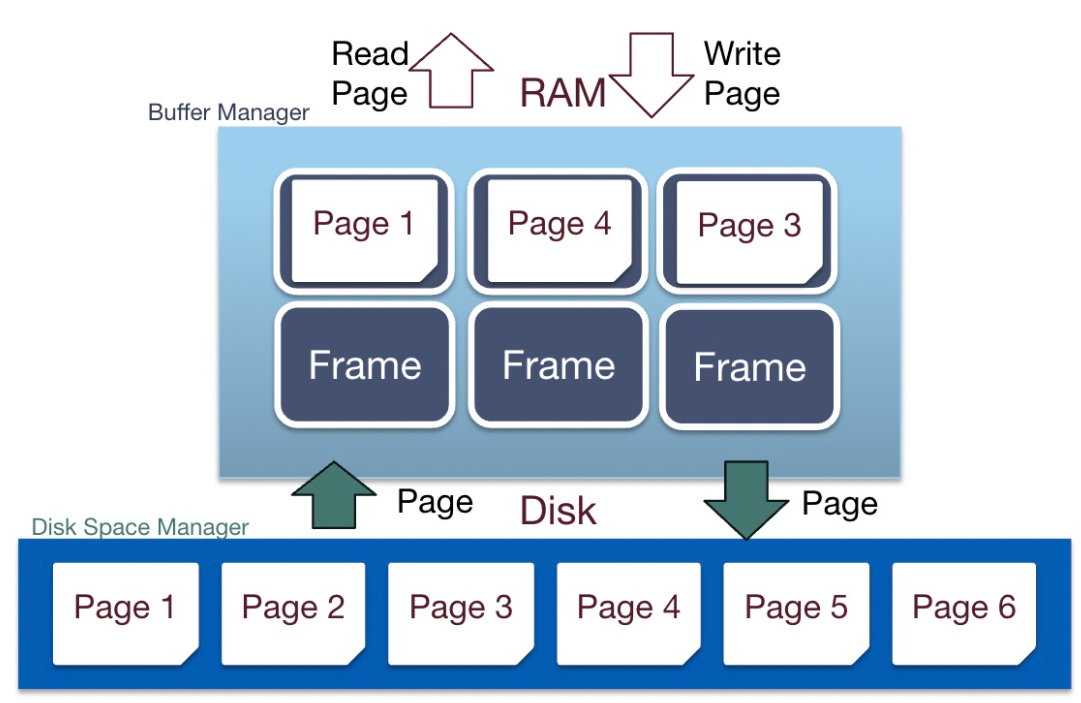 Read
Page
RAM
Write
Page
Buffer Manager
Page 1
Page 4
Page 3
Frame
Frame
Frame
Page
Disk
Page
Disk Space Manager
Page 1
Page 2
Page 3
Page 4
Page 5
Page 6